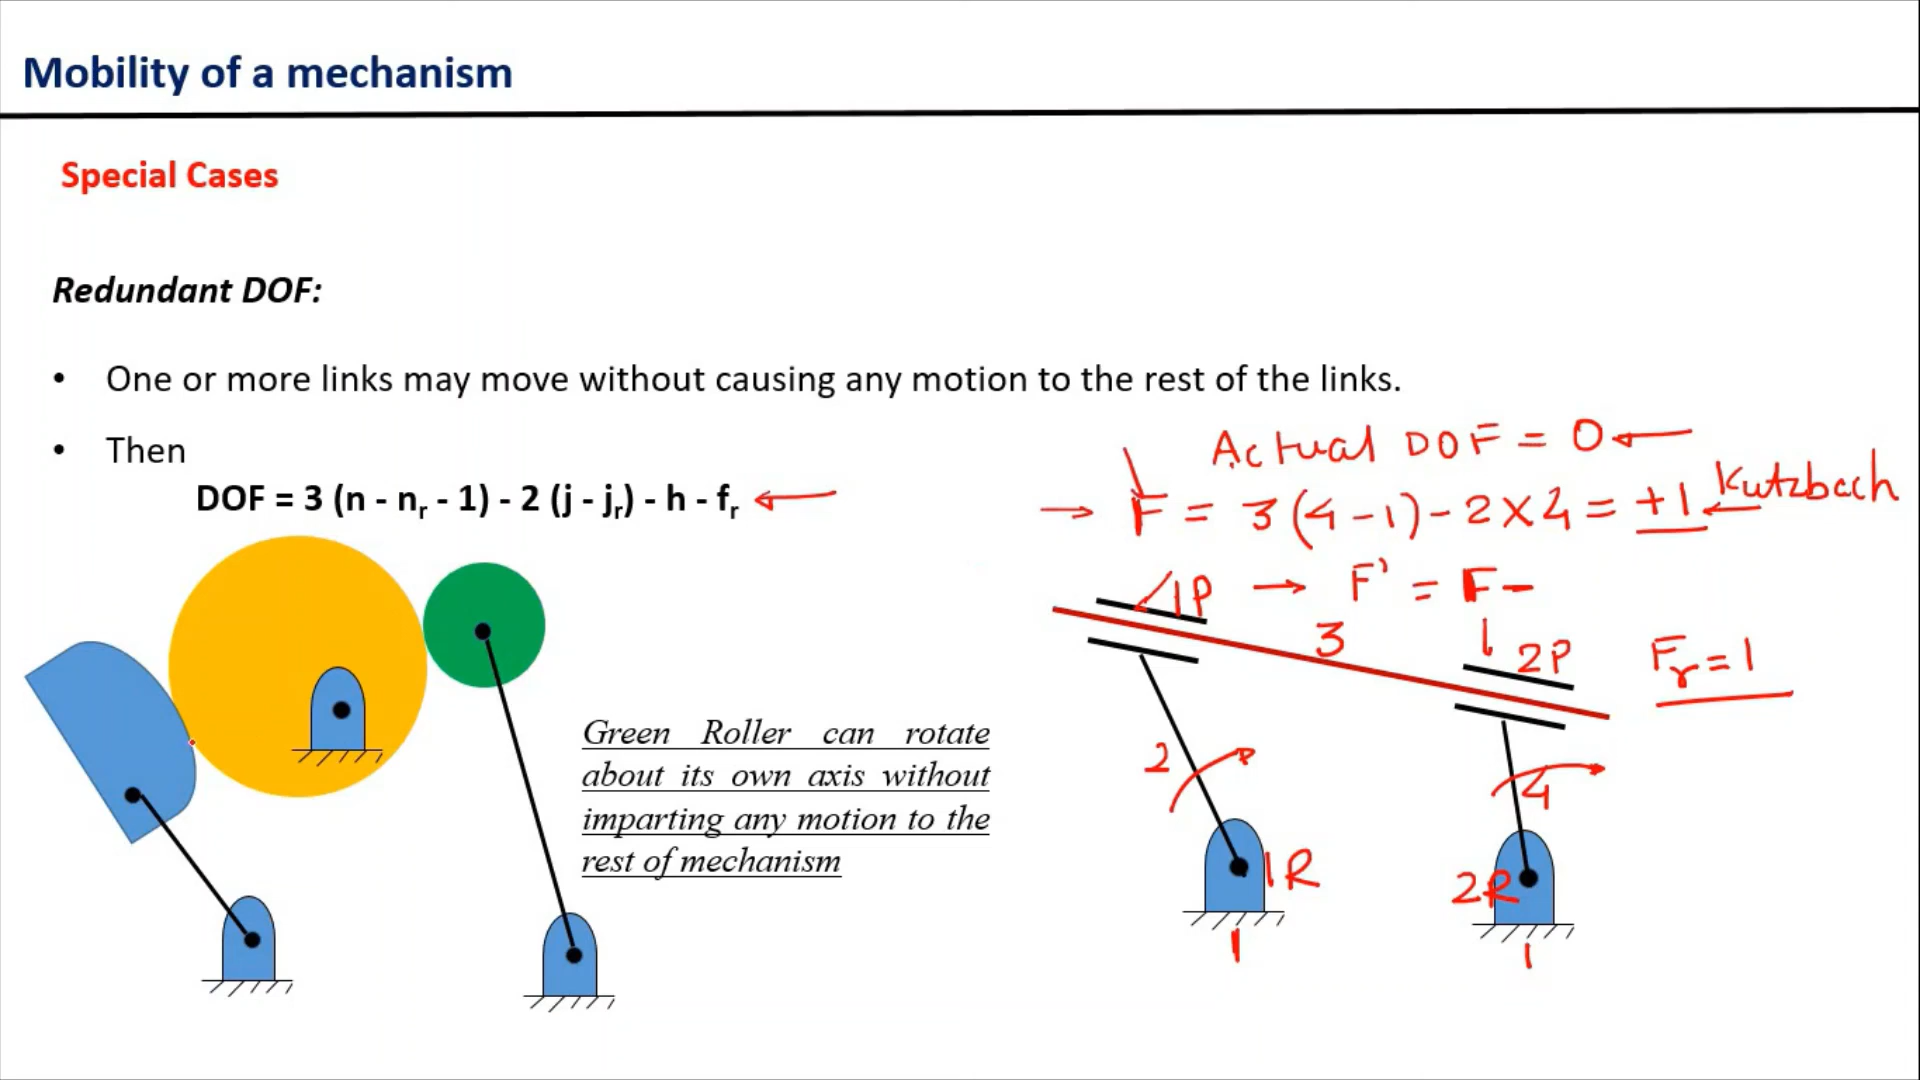 Mobility of a mechanism
Special Cases
Redundant DOF:
• One or more links may move without causing any motion to the rest of the links.
• Then
DOF = 3 (n - nr - 1) - 2 (j - jr) - h - fr ←
Actual DOF = 0 ←
→ F = 3(4-1)-2×4 = +1 ← Kutzbach
1P → F' = F-
1
3
2P
Fr = 1
Green Roller can rotate
about its own axis without
imparting any motion to the
rest of mechanism
2
4
1R
2R
1
1